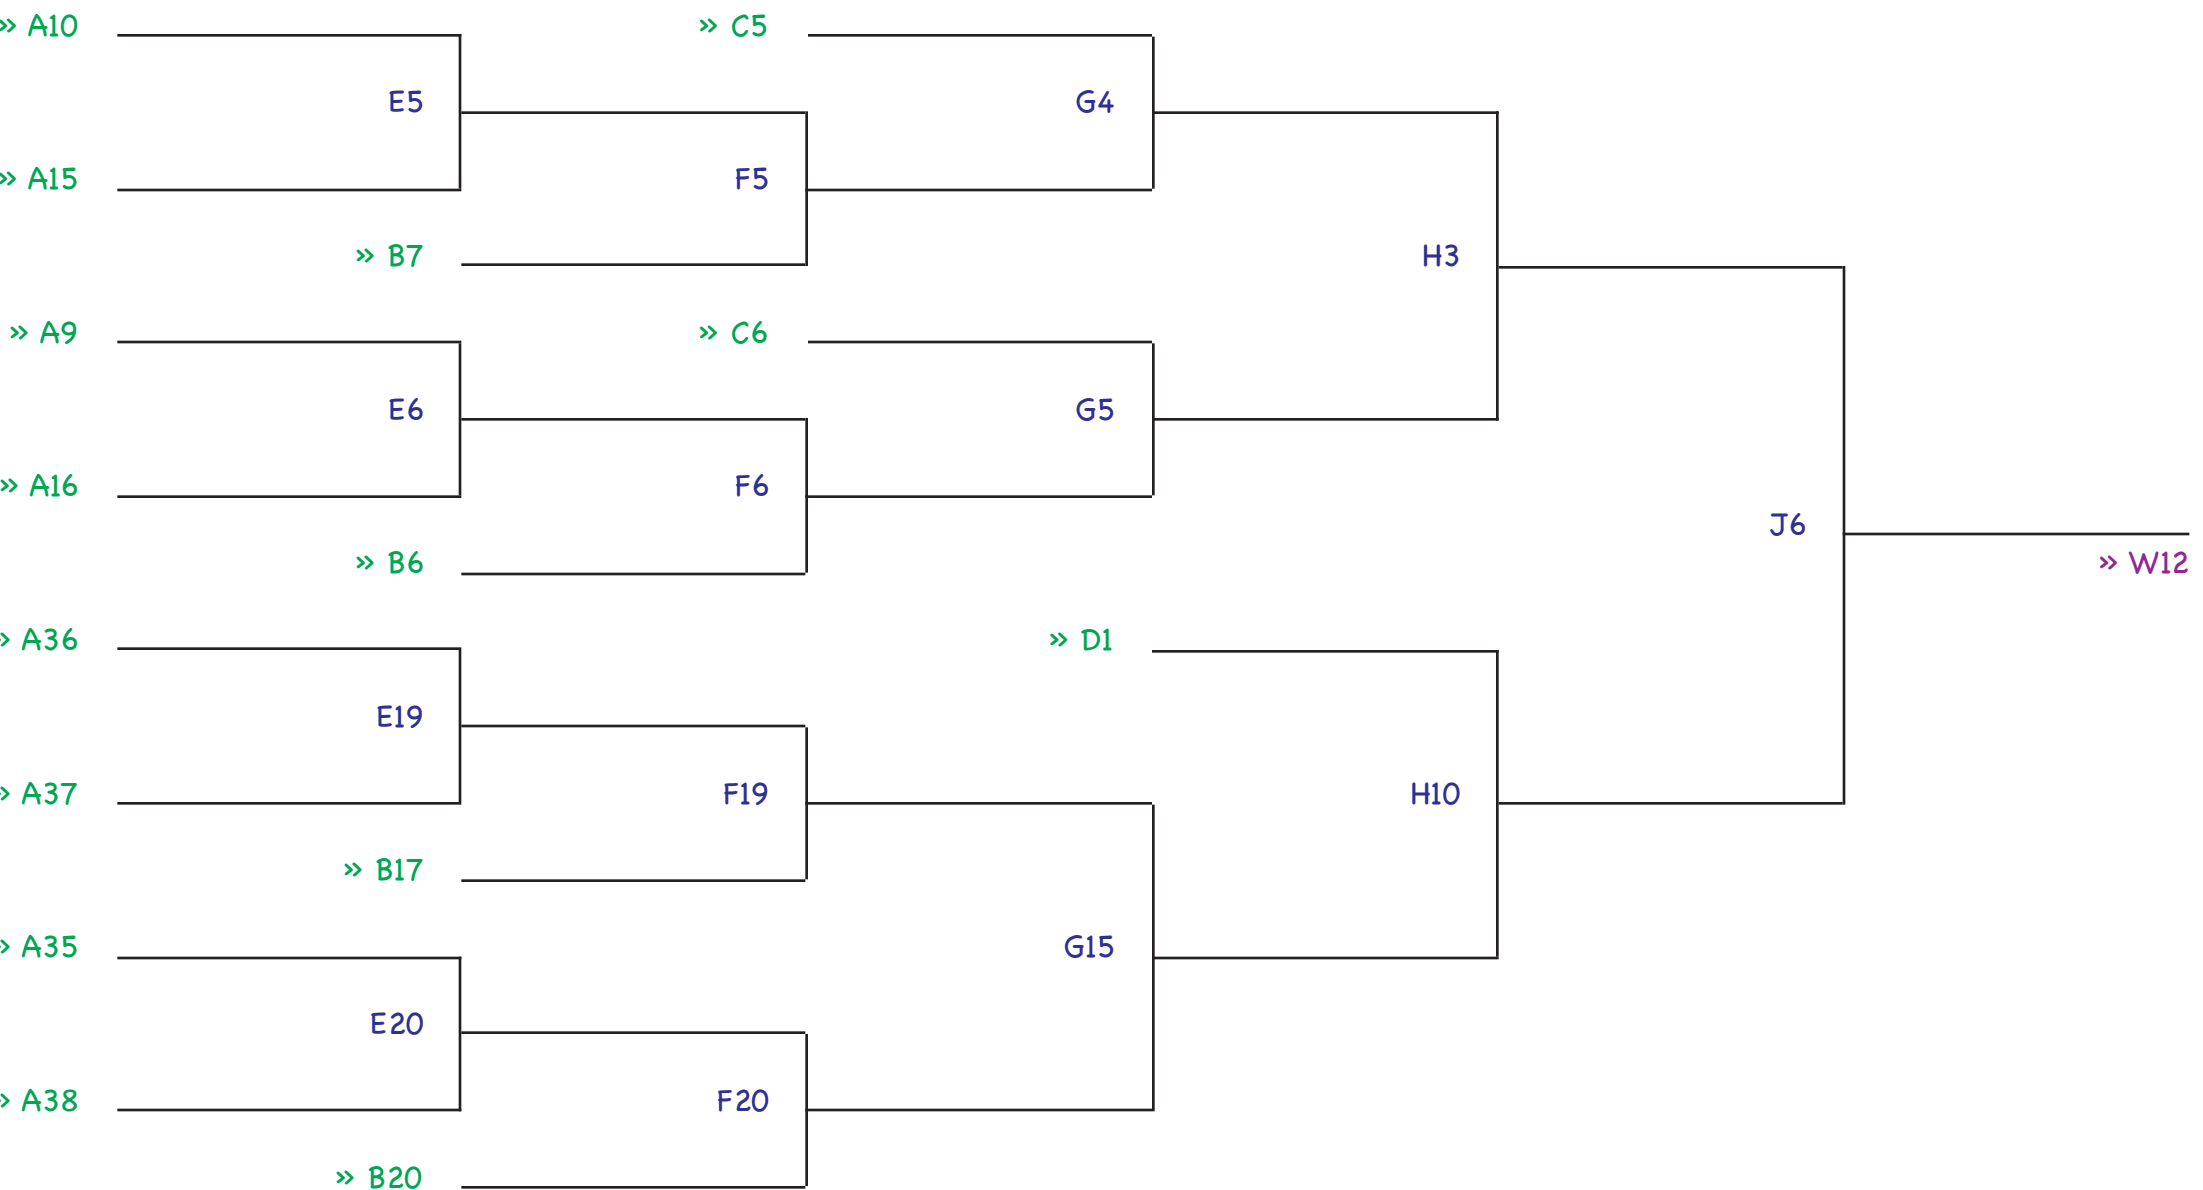 » A10
» C5
E5
G4
» A15
F5
» B7
H3
» A9
» C6
E6
G5
» A16
F6
J6
» B6
» W12
» A36
» D1
E19
» A37
F19
H10
» B17
» A35
G15
E20
» A38
F20
» B20